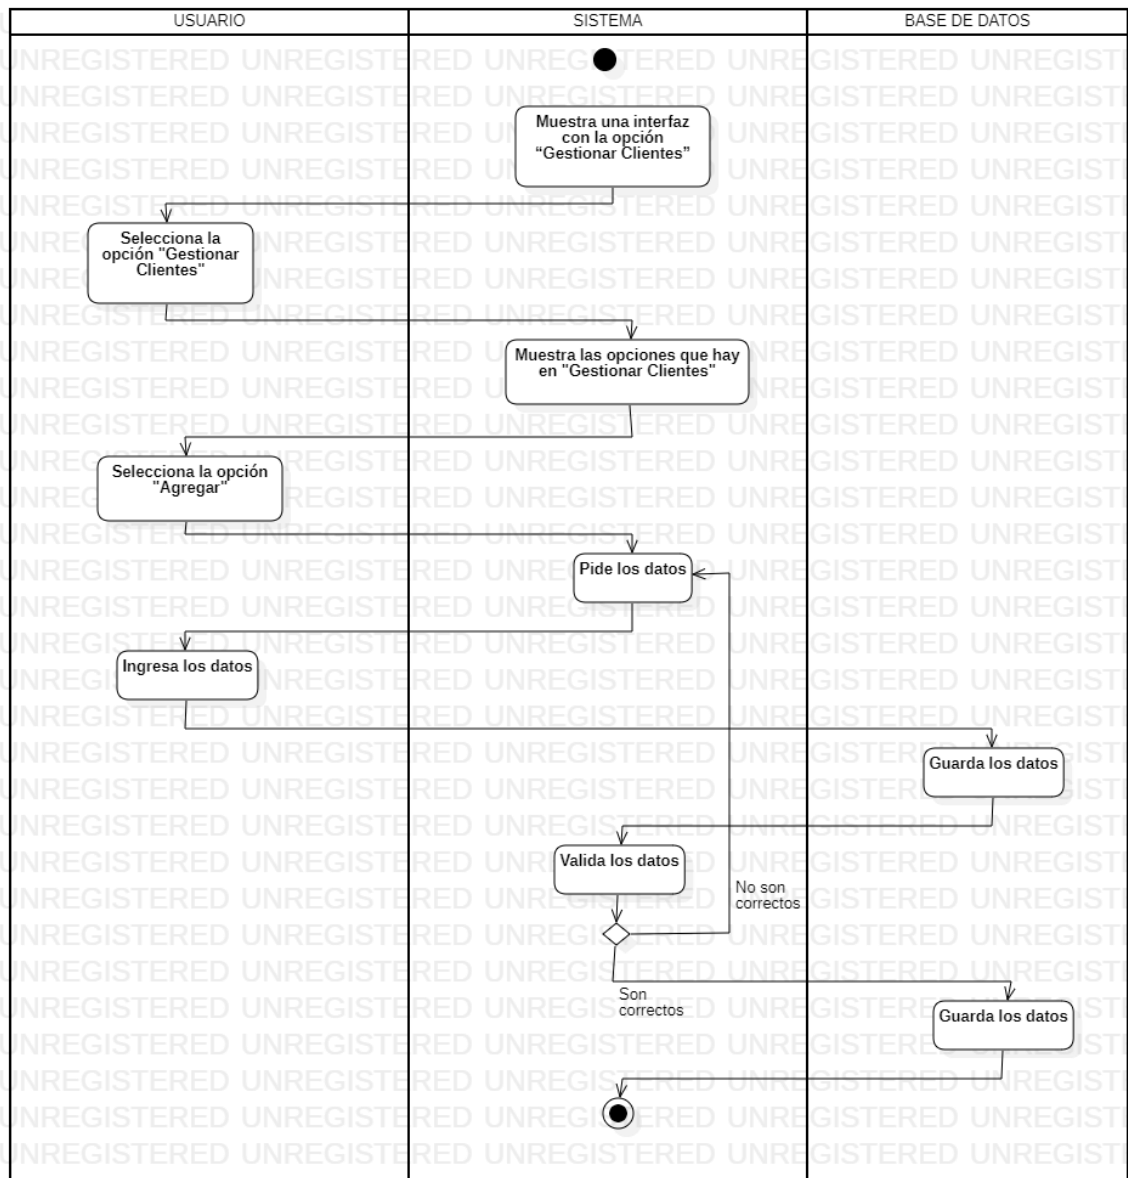 USUARIO
SISTEMA
BASE DE DATOS
Muestra una interfaz
con la opción
“Gestionar Clientes”
Selecciona la
opción "Gestionar
Clientes"
Muestra las opciones que hay
en "Gestionar Clientes"
Selecciona la opción
"Agregar"
Pide los datos
Ingresa los datos
Guarda los datos
Valida los datos
No son
correctos
Son
correctos
Guarda los datos
UNREGISTERED